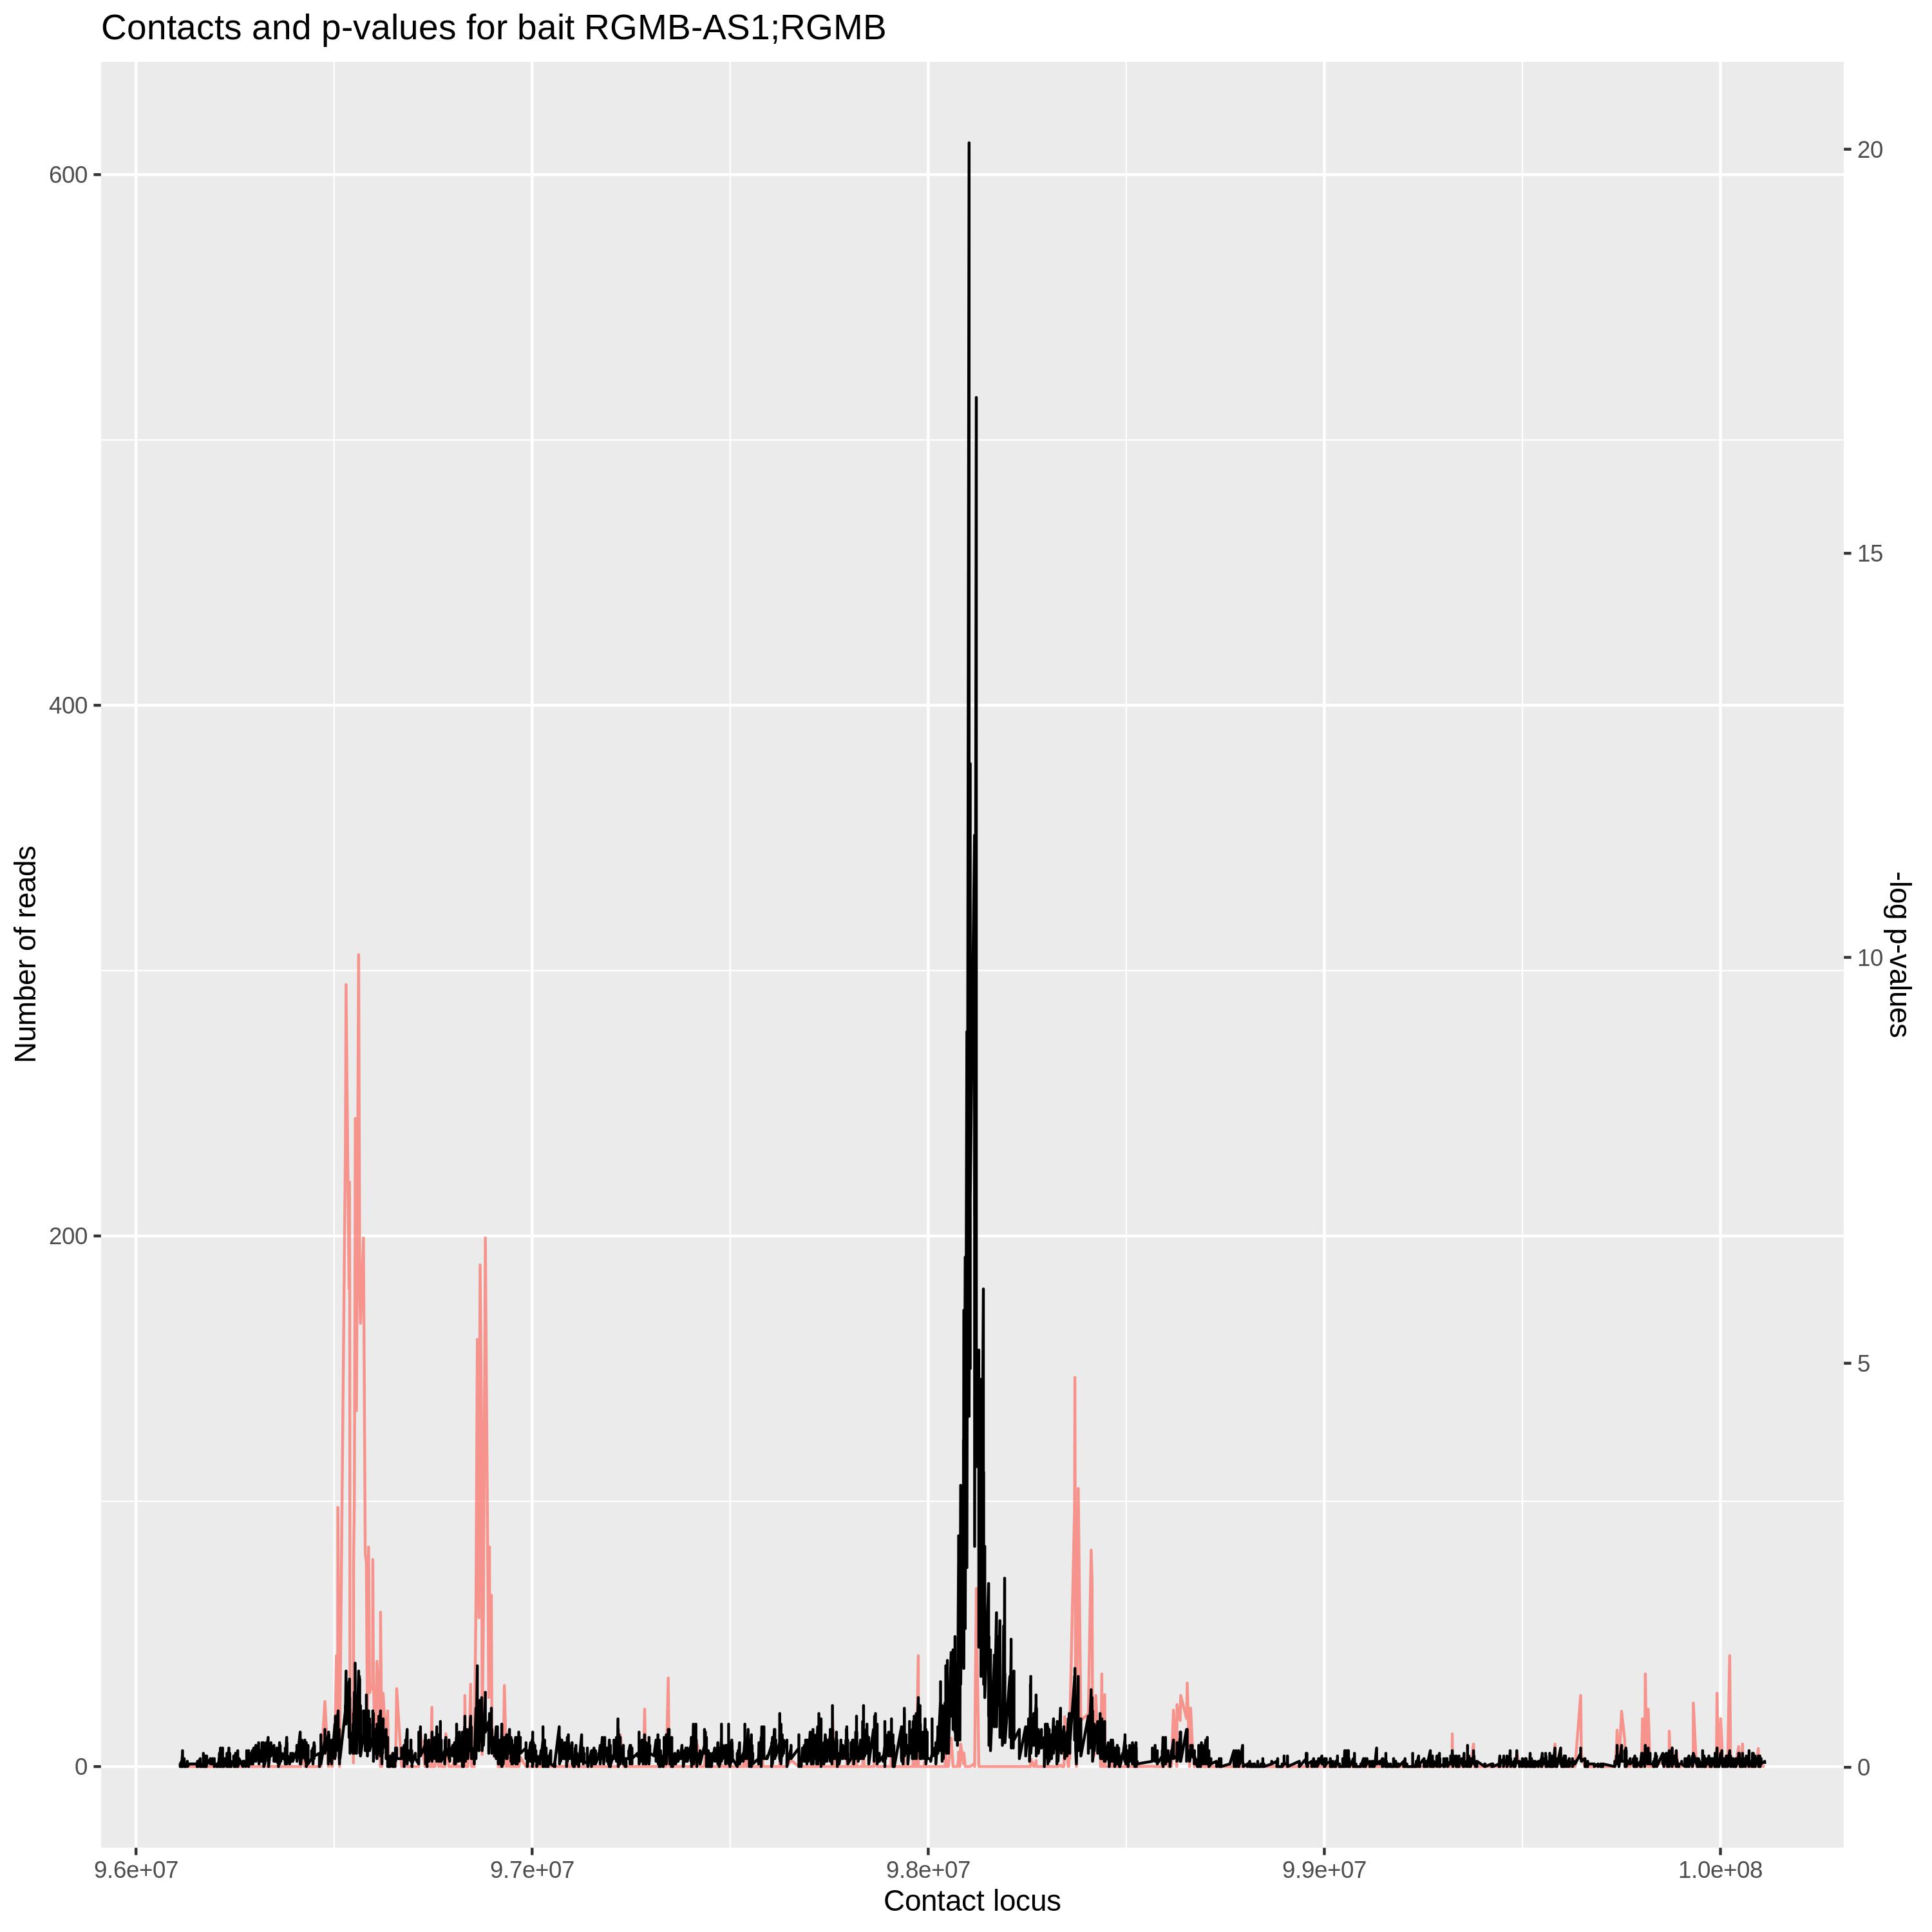 Contacts and p-values for bait RGMB-AS1;RGMB
600
400
200
0
20
15
10
5
0
Number of reads
-log p-values
9.6e+07
9.7e+07
9.8e+07
9.9e+07
1.0e+08
Contact locus